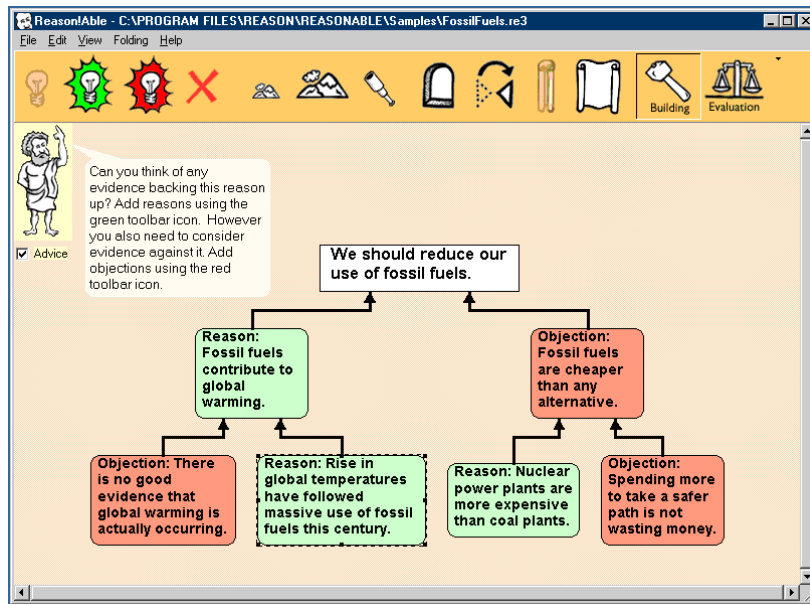 Reason!Able - C:\PROGRAM FILES\REASON\REASONABLE\Samples\FossilFuels.re3
File Edit View Folding Help
Building
Evaluation
Can you think of any
evidence backing this reason
up? Add reasons using the
green toolbar icon. However
you also need to consider
evidence against it. Add
objections using the red
toolbar icon.
Advice
We should reduce our
use of fossil fuels.
Reason:
Fossil fuels
contribute to
global
warming.
Objection:
Fossil fuels
are cheaper
than any
alternative.
Objection: There
is no good
evidence that
global warming is
actually occurring.
Reason: Rise in
global temperatures
have followed
massive use of fossil
fuels this century.
Reason: Nuclear
power plants are
more expensive
than coal plants.
Objection:
Spending more
to take a safer
path is not
wasting money.